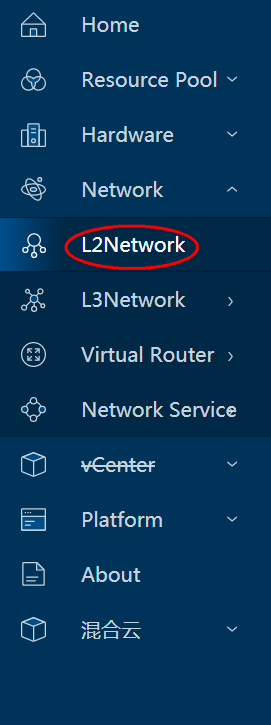 Home
Resource Pool
Hardware
Network
L2Network
L3Network
Virtual Router
Network Service
vCenter
Platform
About
混合云